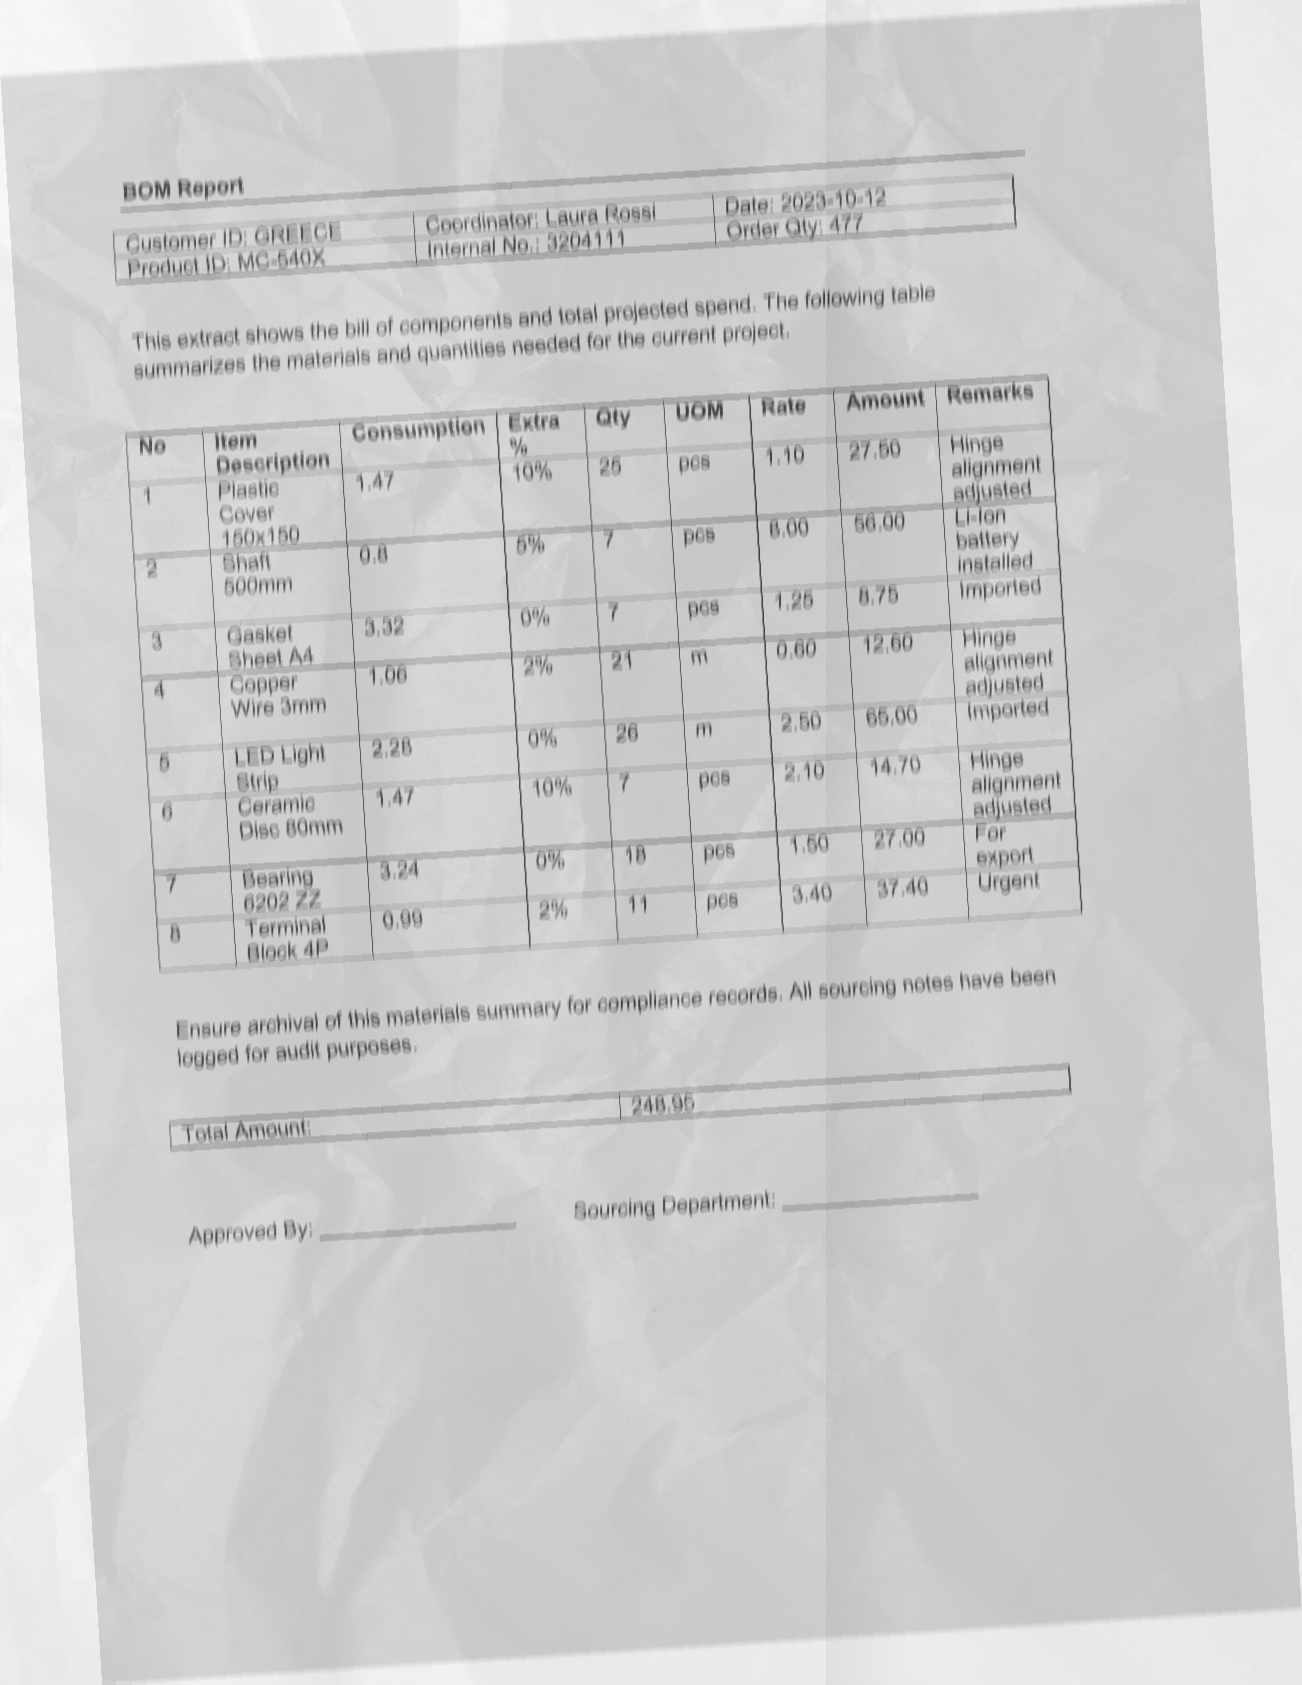 BOM Report
Customer ID: GREECE
Product ID: MC-540X
Coordinator: Laura Rossi
Internal No.: 3204111
Date: 2023-10-12
Order Qty: 477
This extract shows the bill of components and total projected spend. The following table
summarizes the materials and quantities needed for the current project.
No Item Description Consumption Extra % Qty UOM Rate Amount Remarks
1 Plastic Cover 150x150 1.47 10% 25 pcs 1.10 27.50 Hinge alignment adjusted
2 Shaft 500mm 0.8 5% 7 pcs 8.00 56.00 Li-Ion battery installed
3 Gasket Sheet A4 3.32 0% 7 pcs 1.25 8.75 Imported
4 Copper Wire 3mm 1.06 2% 21 m 0.60 12.60 Hinge alignment adjusted
5 LED Light Strip 2.28 0% 26 m 2.50 65.00 Imported
6 Ceramic Disc 80mm 1.47 10% 7 pcs 2.10 14.70 Hinge alignment adjusted
7 Bearing 6202 ZZ 3.24 0% 18 pcs 1.50 27.00 For export
8 Terminal Block 4P 0.99 2% 11 pcs 3.40 37.40 Urgent
Ensure archival of this materials summary for compliance records. All sourcing notes have been
logged for audit purposes.
Total Amount: 248.95
Approved By:
Sourcing Department: